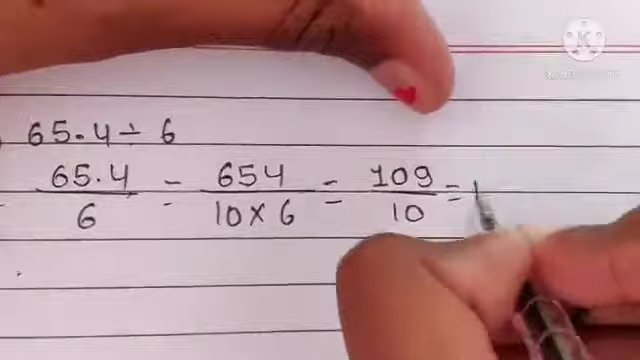 65.4 ÷ 6
65.4/6 = 654/10×6 = 109/10 =